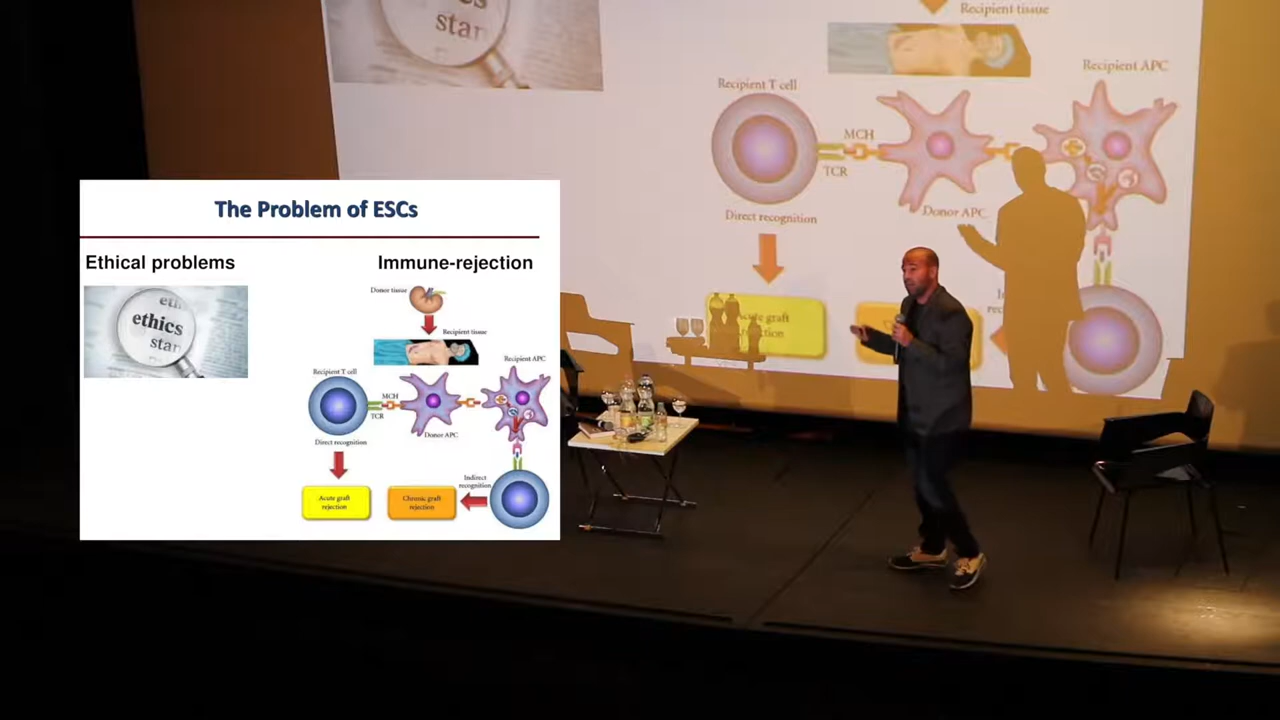 The Problem of ESCs
Ethical problems
Immune-rejection
ethics
star
Donor tissue
Recipient tissue
Recipient APC
Recipient T cell
MCH
TCR
Donor APC
Direct recognition
Indirect
recognition
Acute graft
rejection
Chronic graft
rejection
star
Recipient tissue
Recipient APC
Recipient T cell
MCH
TCR
Donor APC
Direct recognition